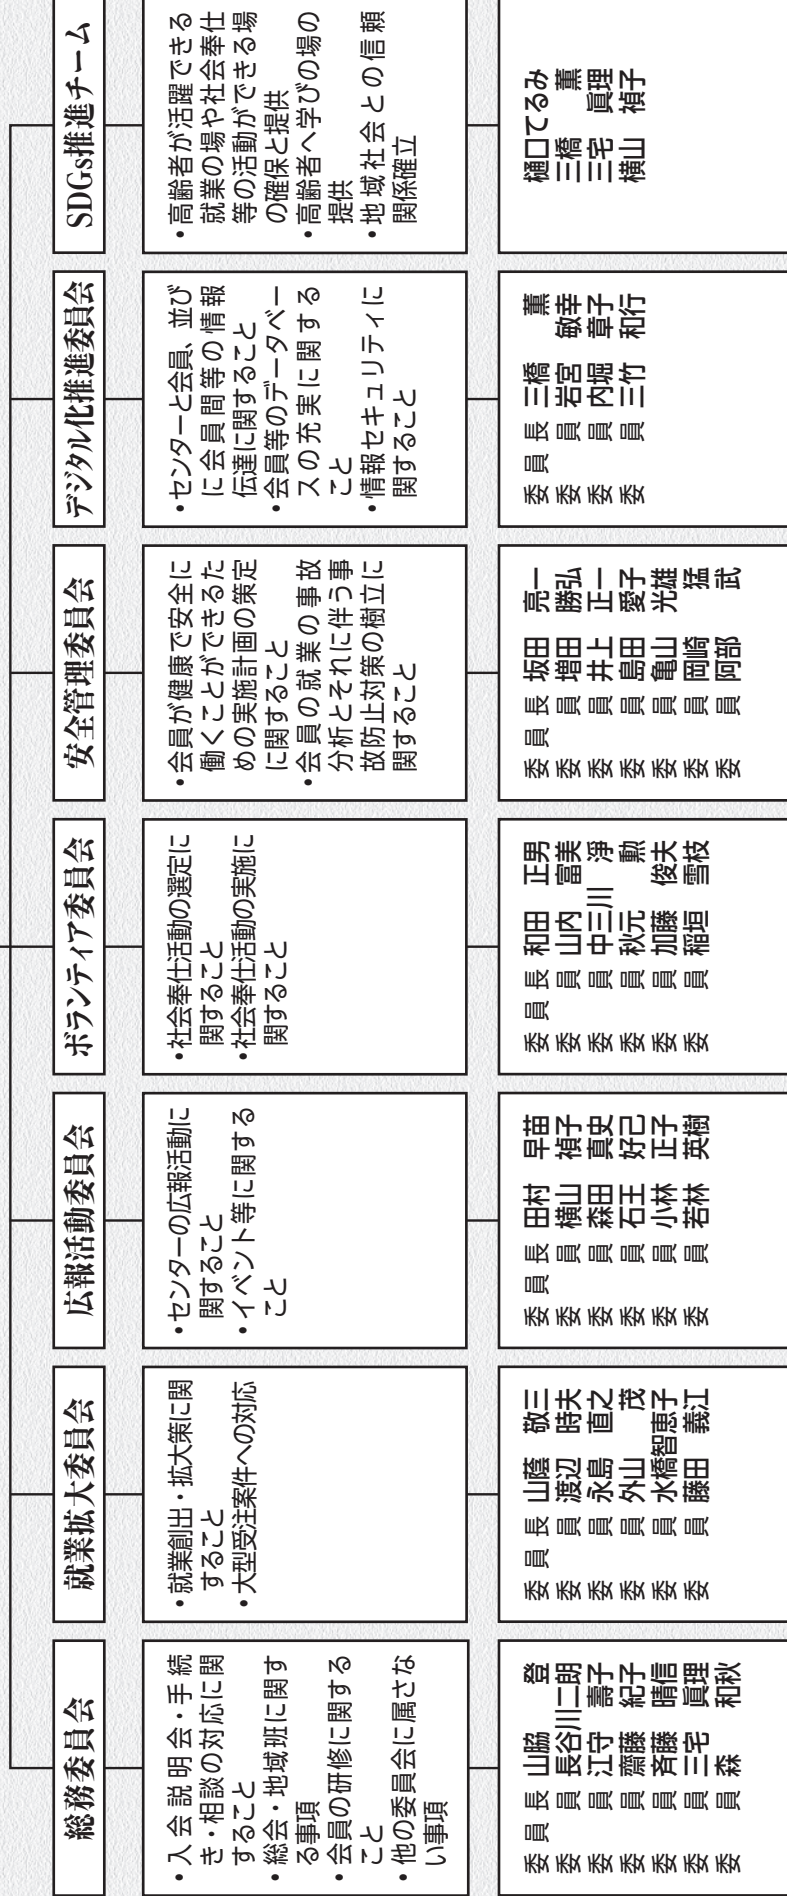 総務委員会
・入会説明会・手続
き・相談の対応に関
すること
・総会・地域班に関す
る事項
・会員の研修に関する
こと
・他の委員会に属さな
い事項
委員長 山脇 登
委員 長谷川二朗
委員 江守 壽子
委員 齋藤 紀子
委員 斉藤 晴信
委員 三宅 眞理
委員 森 和秋
就業拡大委員会
・就業創出・拡大策に関
すること
・大型受注案件への対応
委員長 山蔭 敬三
委員 渡辺 時夫
委員 永島 直之
委員 外山 茂
委員 水橋智恵子
委員 藤田 義江
広報活動委員会
・センターの広報活動に
関すること
・イベント等に関する
こと
委員長 田村 早苗
委員 横山 禎子
委員 森田 真史
委員 石王 好己
委員 小林 正子
委員 若林 英樹
ボランティア委員会
・社会奉仕活動の選定に
関すること
・社会奉仕活動の実施に
関すること
委員長 和田 正男
委員 山内 富美
委員 中三川 淨
委員 秋元 勲
委員 加藤 俊夫
委員 稲垣 雪枝
安全管理委員会
・会員が健康で安全に
働くことができるた
めの実施計画の策定
に関すること
・会員の就業の事故
分析とそれに伴う事
故防止対策の樹立に
関すること
委員長 坂田 亮一
委員 増田 勝弘
委員 井上 正一
委員 島田 愛子
委員 亀山 光雄
委員 岡崎 猛
委員 阿部 武
デジタル化推進委員会
・センターと会員、並び
に会員間等の情報
伝達に関すること
・会員等のデータベー
スの充実に関する
こと
・情報セキュリティに
関すること
委員長 三橋 薫
委員 岩宮 敏幸
委員 内堀 章子
委員 三竹 和行
SDGs推進チーム
・高齢者が活躍できる
就業の場や社会奉仕
等の活動ができる場
の確保と提供
・高齢者へ学びの場の
提供
・地域社会との信頼
関係確立
樋口てるみ
三橋 薫
三宅 眞理
横山 禎子